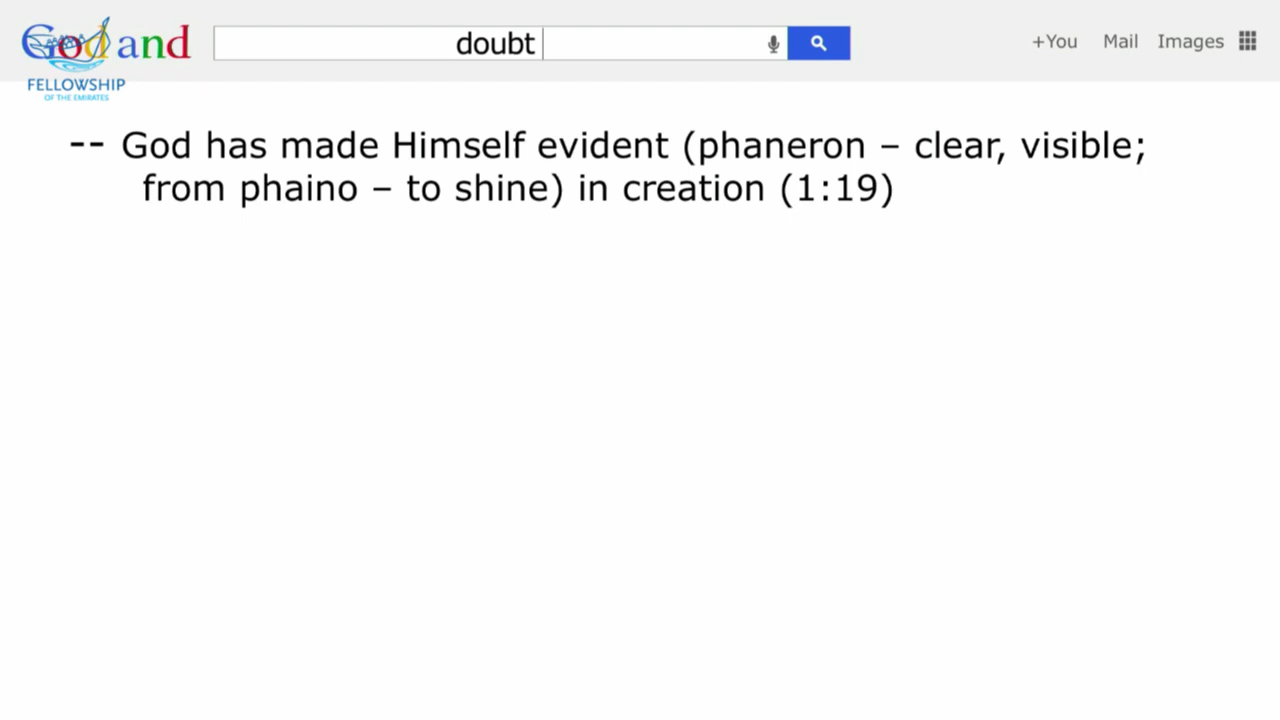 God and doubt +You Mail Images
FELLOWSHIP
OF THE EMIRATES
-- God has made Himself evident (phaneron – clear, visible;
from phaino – to shine) in creation (1:19)